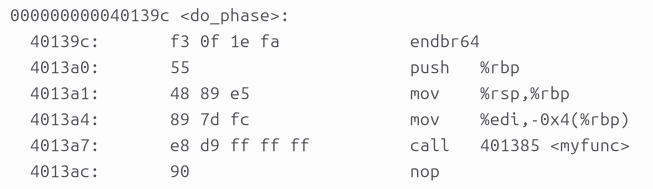 000000000040139c <do_phase>:
40139c: f3 0f 1e fa endbr64
4013a0: 55 push %rbp
4013a1: 48 89 e5 mov %rsp,%rbp
4013a4: 89 7d fc mov %edi,-0x4(%rbp)
4013a7: e8 d9 ff ff ff call 401385 <myfunc>
4013ac: 90 nop